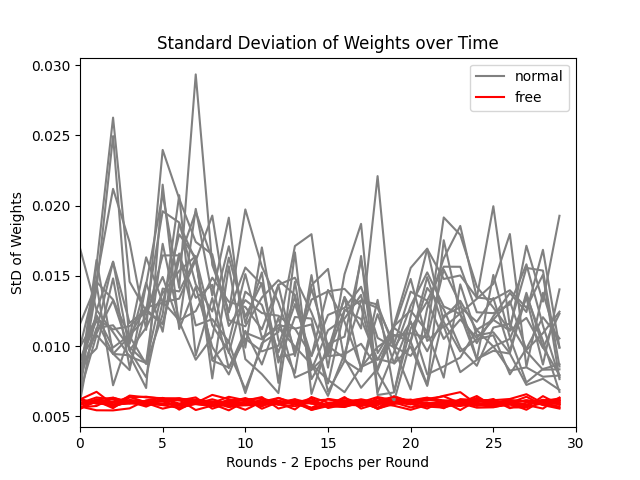 Standard Deviation of Weights over Time
normal
free
StD of Weights
0.030
0.025
0.020
0.015
0.010
0.005
0
5
10
15
20
25
30
Rounds - 2 Epochs per Round